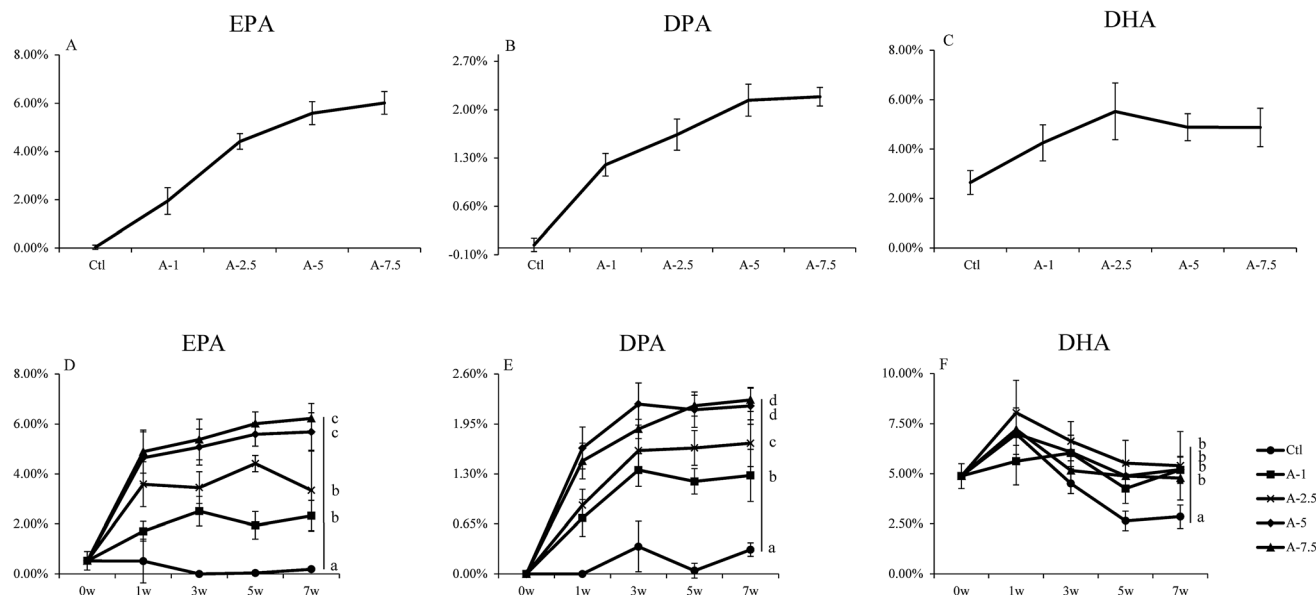 EPA
DPA
DHA
A
B
C
8.00%
6.00%
4.00%
2.00%
0.00%
Ctl A-1 A-2.5 A-5 A-7.5
2.70%
2.00%
1.30%
0.60%
-0.10%
Ctl A-1 A-2.5 A-5 A-7.5
8.00%
6.00%
4.00%
2.00%
0.00%
Ctl A-1 A-2.5 A-5 A-7.5
EPA
DPA
DHA
D
E
F
8.00%
6.00%
4.00%
2.00%
0.00%
0w 1w 3w 5w 7w
c
c
b
b
a
2.60%
1.95%
1.30%
0.65%
0.00%
0w 1w 3w 5w 7w
d
d
c
b
a
10.00%
7.50%
5.00%
2.50%
0.00%
0w 1w 3w 5w 7w
b
b
b
b
a
Ctl
A-1
A-2.5
A-5
A-7.5